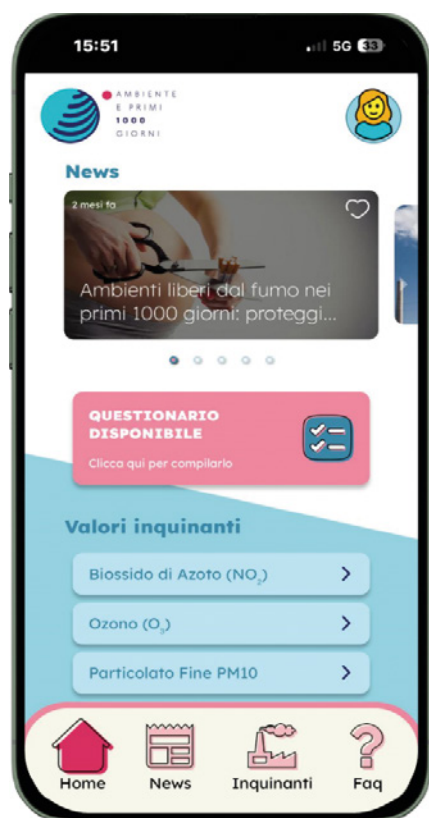 15:51
5G 33
AMBIENTE
E PRIMI
1000
GIORNI
News
2 mesi fa
Ambienti liberi dal fumo nei
primi 1000 giorni: proteggi...
QUESTIONARIO
DISPONIBILE
Clicca qui per compilarlo
Valori inquinanti
Biossido di Azoto (NO₂)
Ozono (O₃)
Particolato Fine PM10
Home News Inquinanti Faq